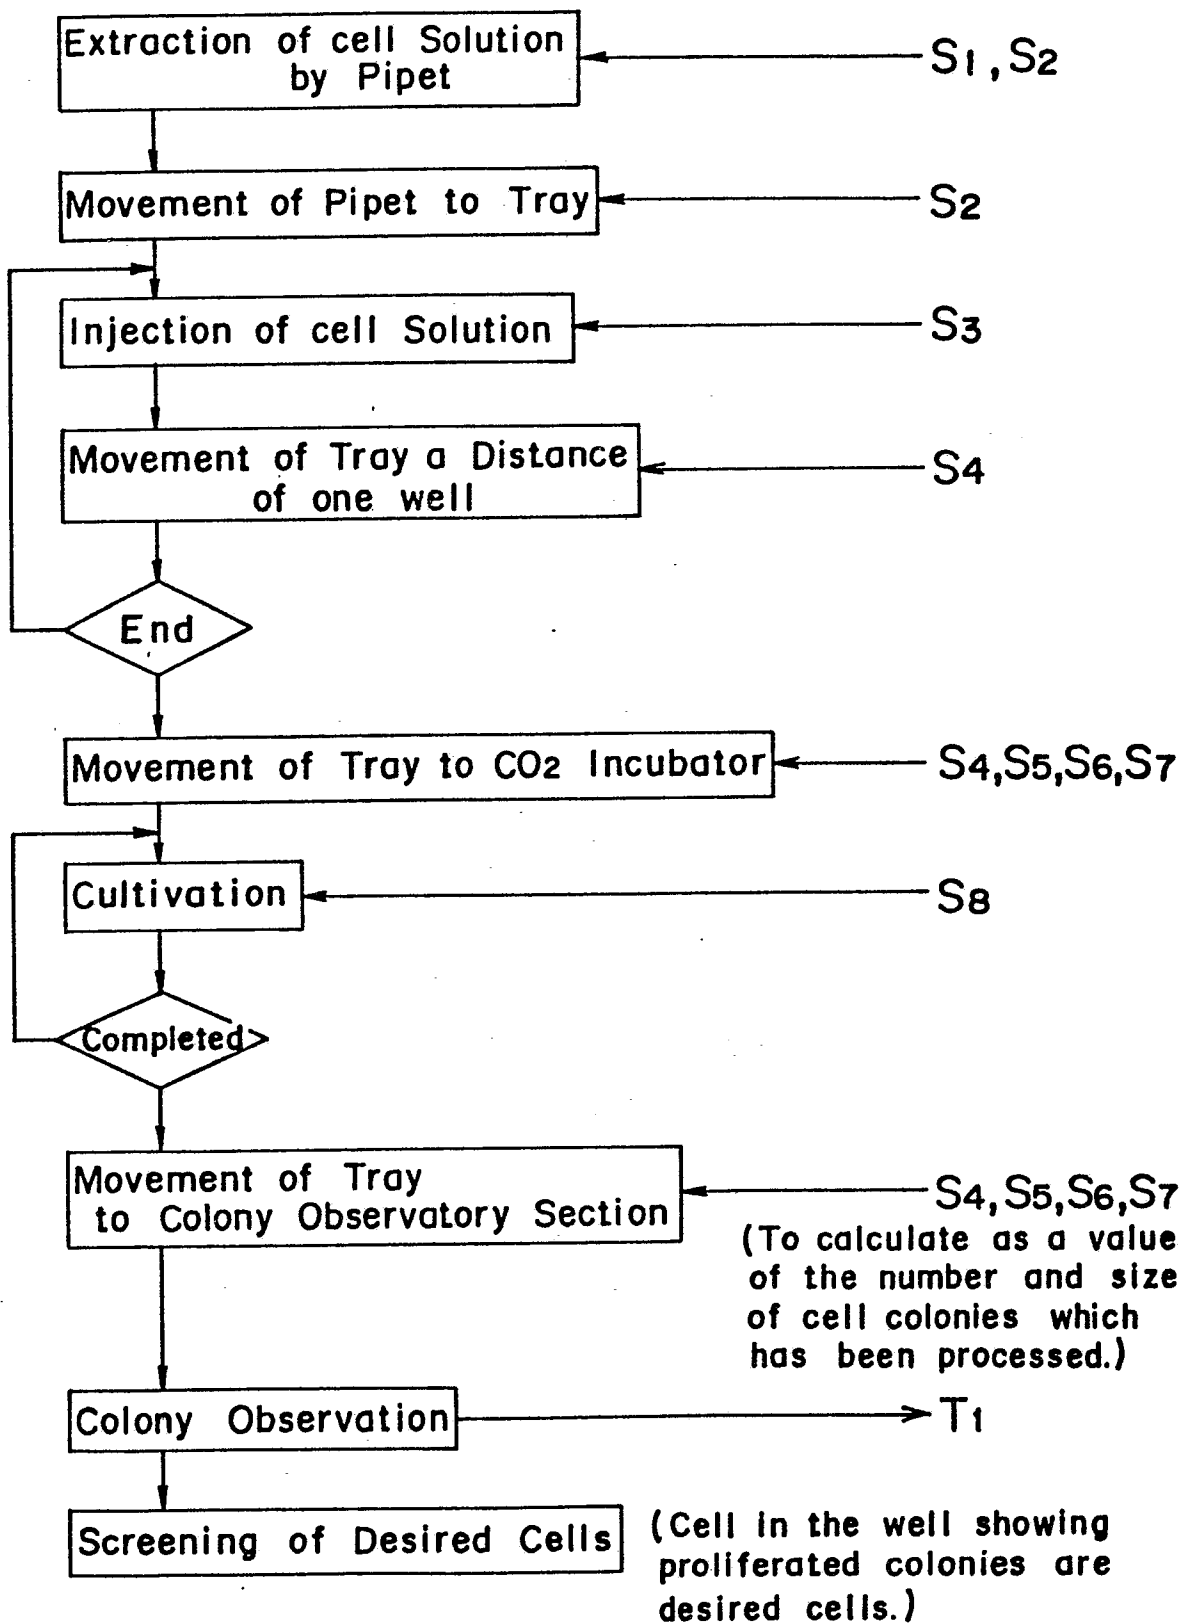 Extraction of cell Solution
by Pipet
S1, S2
Movement of Pipet to Tray
S2
Injection of cell Solution
S3
Movement of Tray a Distance
of one well
S4
End
Movement of Tray to CO2 Incubator
S4, S5, S6, S7
Cultivation
S8
Completed
Movement of Tray
to Colony Observatory Section
S4, S5, S6, S7
(To calculate as a value
of the number and size
of cell colonies which
has been processed.)
Colony Observation
T1
Screening of Desired Cells
(Cell in the well showing
proliferated colonies are
desired cells.)